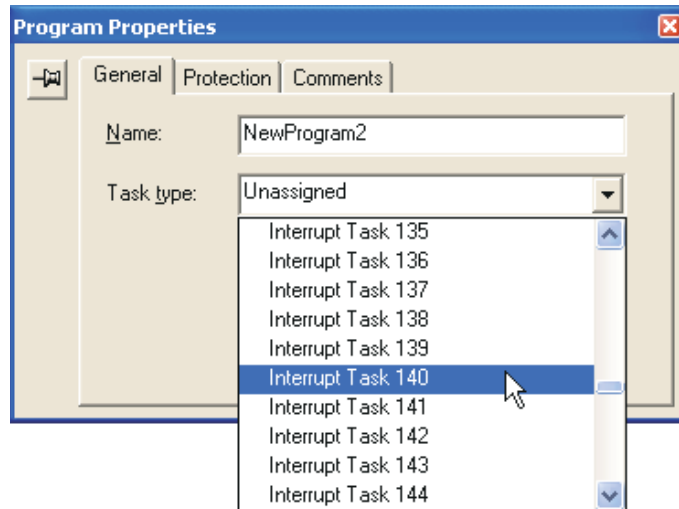 Program Properties
General Protection Comments
Name: NewProgram2
Task type: Unassigned
Interrupt Task 135
Interrupt Task 136
Interrupt Task 137
Interrupt Task 138
Interrupt Task 139
Interrupt Task 140
Interrupt Task 141
Interrupt Task 142
Interrupt Task 143
Interrupt Task 144